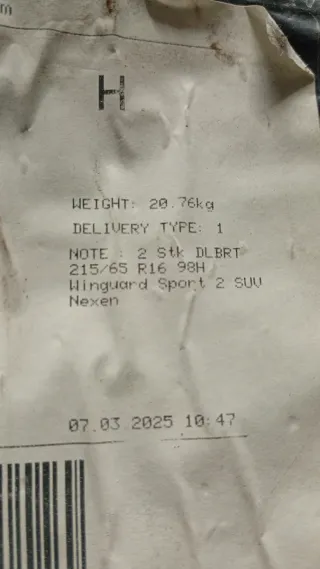 m
H
WEIGHT: 20.76kg
DELIVERY TYPE: 1
NOTE : 2 Stk DLBRT
215/65 R16 98H
Winguard Sport 2 SUV
Nexen
07.03.2025 10:47